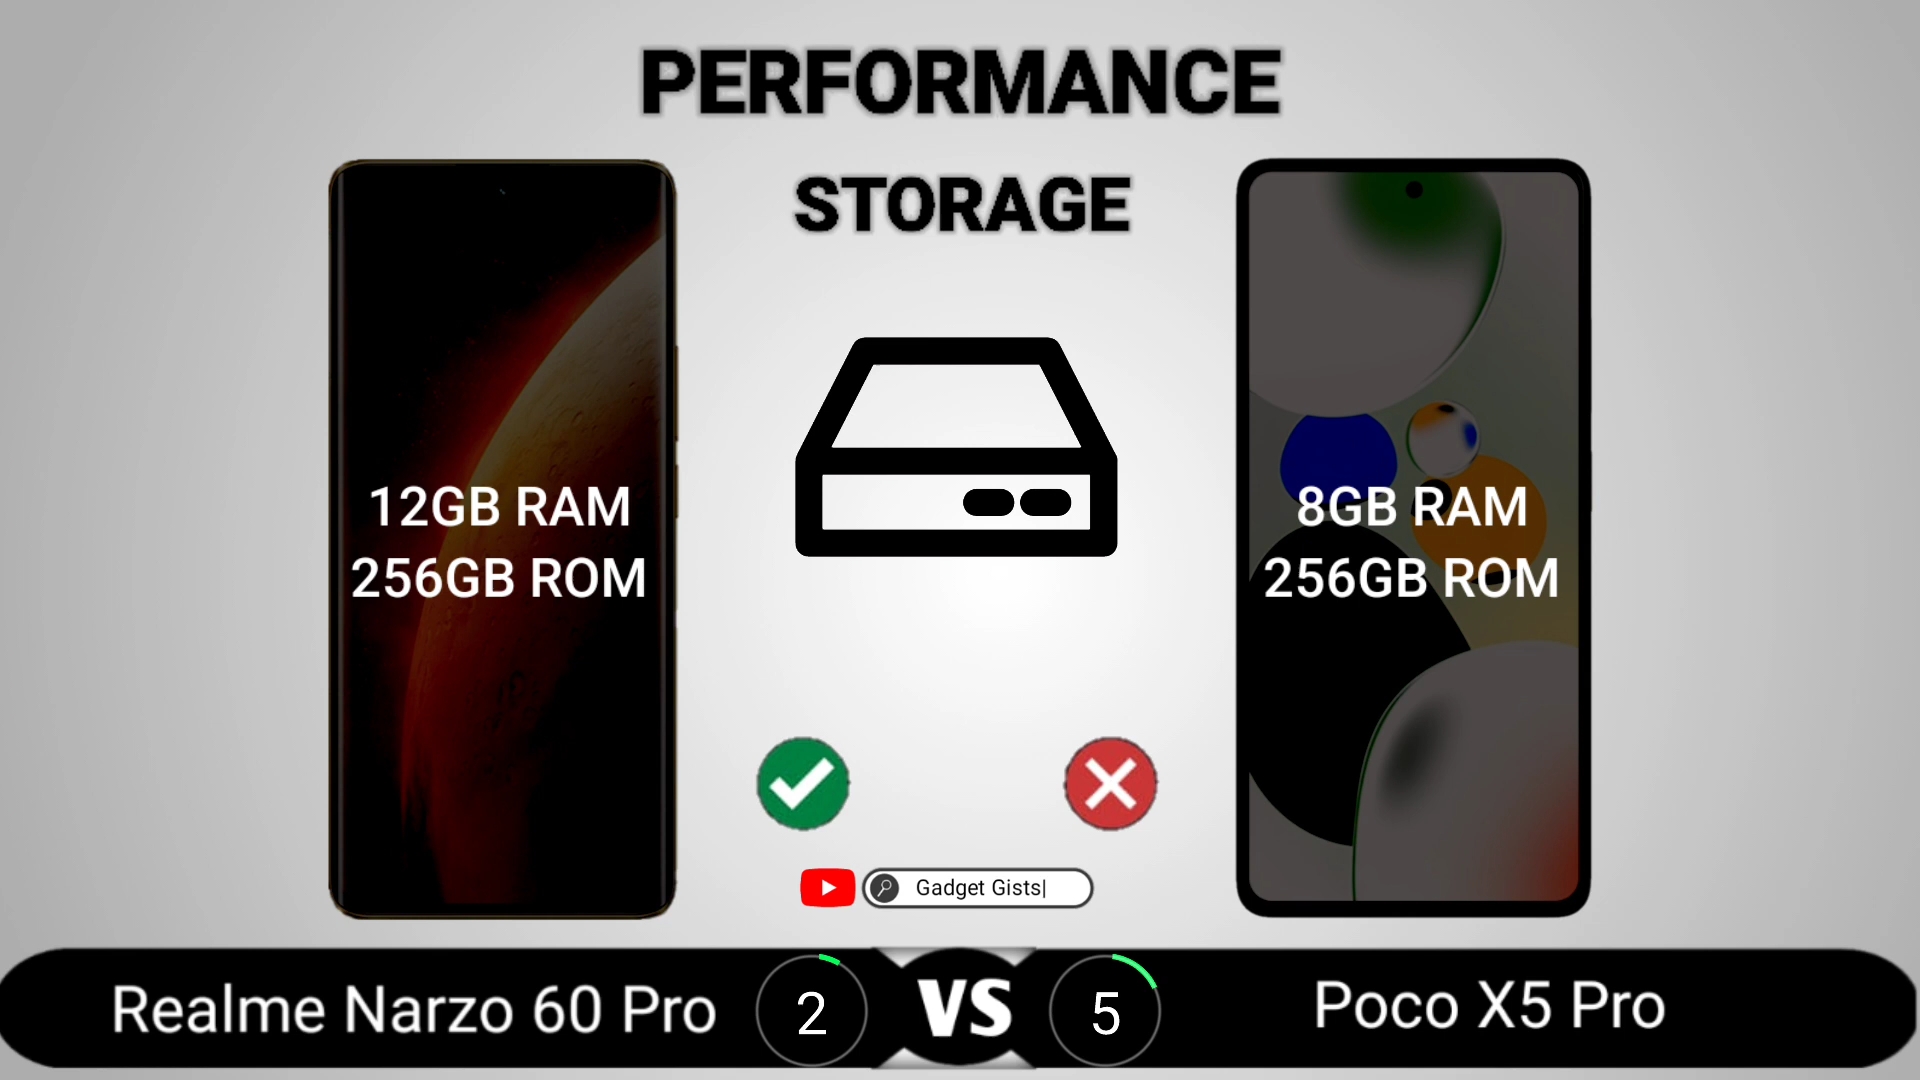 PERFORMANCE
STORAGE
12GB RAM
256GB ROM
8GB RAM
256GB ROM
Gadget Gists|
Realme Narzo 60 Pro
2
VS
5
Poco X5 Pro